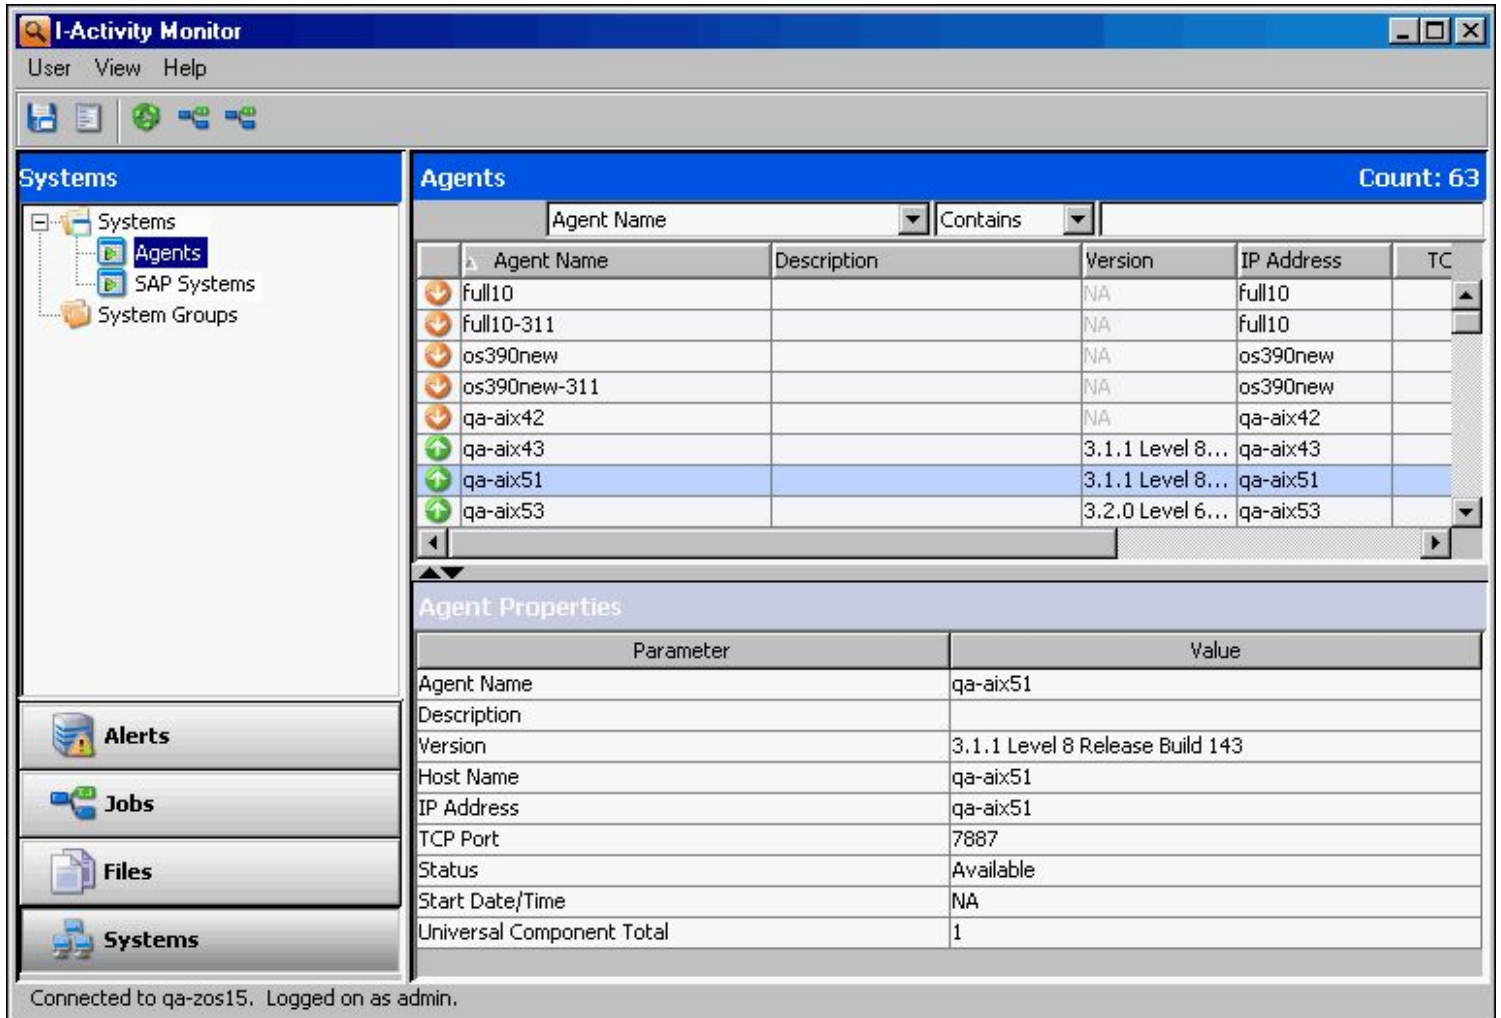 I-Activity Monitor
User View Help
Systems
Systems
Agents
SAP Systems
System Groups
Alerts
Jobs
Files
Systems
Agents Count: 63
Agent Name Contains
Agent Name Description Version IP Address TC
full10 NA full10
full10-311 NA full10
os390new NA os390new
os390new-311 NA os390new
qa-aix42 NA qa-aix42
qa-aix43 3.1.1 Level 8... qa-aix43
qa-aix51 3.1.1 Level 8... qa-aix51
qa-aix53 3.2.0 Level 6... qa-aix53
Agent Properties
Parameter Value
Agent Name qa-aix51
Description
Version 3.1.1 Level 8 Release Build 143
Host Name qa-aix51
IP Address qa-aix51
TCP Port 7887
Status Available
Start Date/Time NA
Universal Component Total 1
Connected to qa-zos15. Logged on as admin.